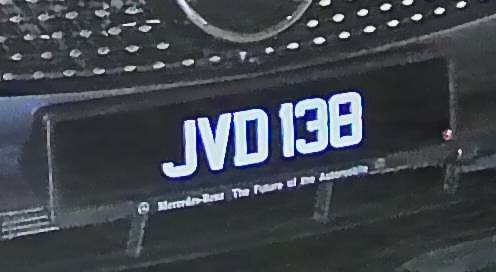 JVD 138
Mercedes-Benz The Future of the Automobile